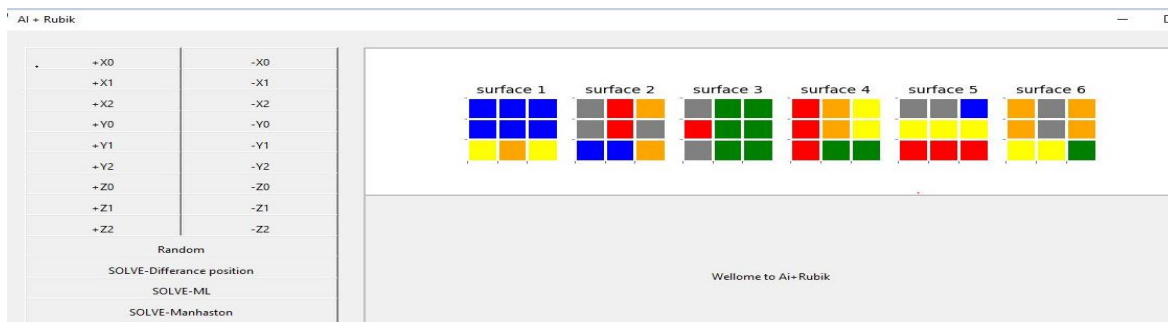 Ai + Rubik
+X0 -X0
+X1 -X1
+X2 -X2
+Y0 -Y0
+Y1 -Y1
+Y2 -Y2
+Z0 -Z0
+Z1 -Z1
+Z2 -Z2
Random
SOLVE-Differance position
SOLVE-ML
SOLVE-Manhaston
surface 1 surface 2 surface 3 surface 4 surface 5 surface 6
Wellome to Ai+Rubik